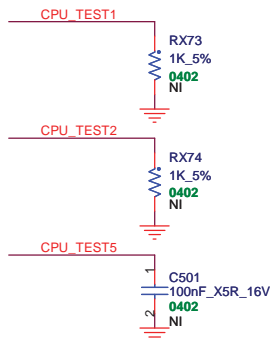 CPU_TEST1
RX73
1K_5%
0402
NI
CPU_TEST2
RX74
1K_5%
0402
NI
CPU_TEST5
1
C501
100nF_X5R_16V
0402
2
NI